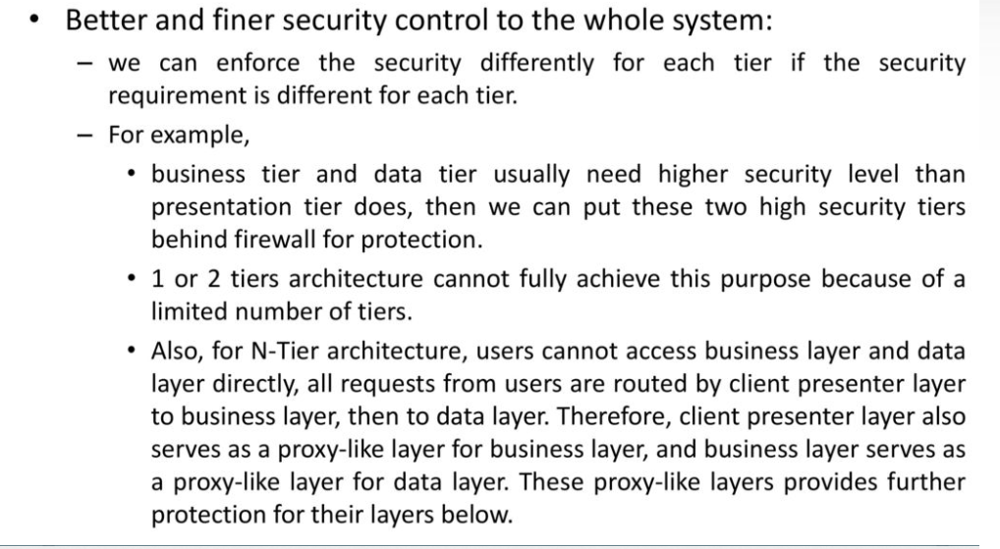 • Better and finer security control to the whole system:
– we can enforce the security differently for each tier if the security
requirement is different for each tier.
– For example,
• business tier and data tier usually need higher security level than
presentation tier does, then we can put these two high security tiers
behind firewall for protection.
• 1 or 2 tiers architecture cannot fully achieve this purpose because of a
limited number of tiers.
• Also, for N-Tier architecture, users cannot access business layer and data
layer directly, all requests from users are routed by client presenter layer
to business layer, then to data layer. Therefore, client presenter layer also
serves as a proxy-like layer for business layer, and business layer serves as
a proxy-like layer for data layer. These proxy-like layers provides further
protection for their layers below.